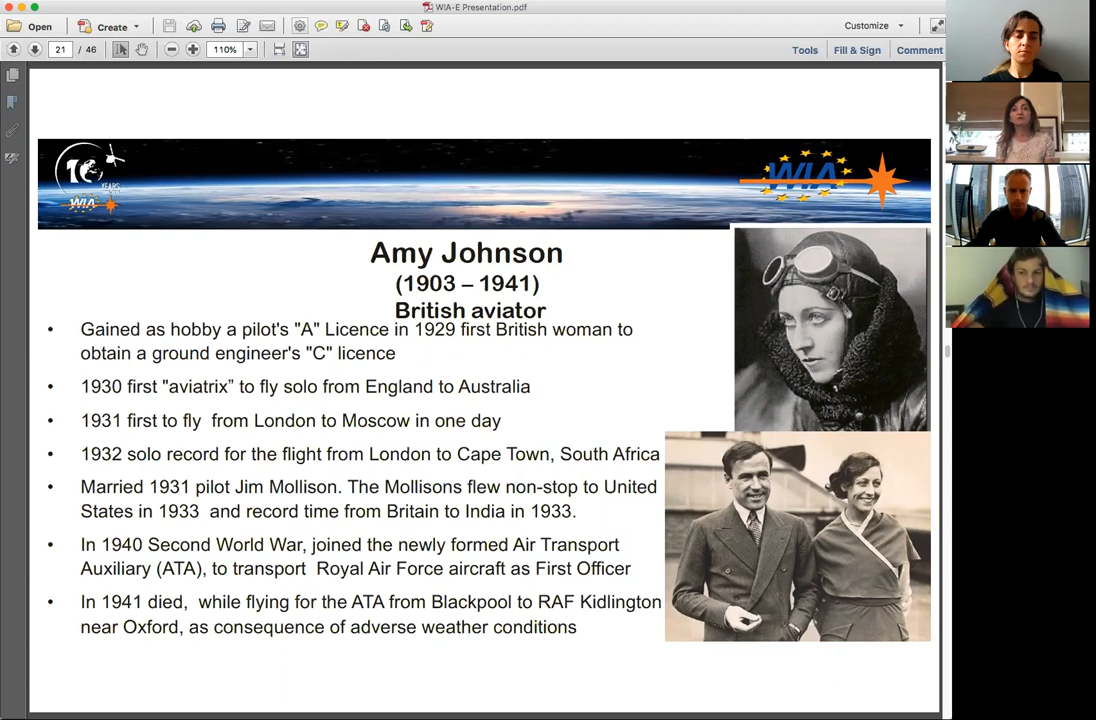 WIA-E Presentation.pdf
Open
Create
Customize
21 / 46
110%
Tools
Fill & Sign
Comment
10
YEARS
WIA
WIA
Amy Johnson
(1903 – 1941)
British aviator
• Gained as hobby a pilot's "A" Licence in 1929 first British woman to
obtain a ground engineer's "C" licence
• 1930 first "aviatrix” to fly solo from England to Australia
• 1931 first to fly  from London to Moscow in one day
• 1932 solo record for the flight from London to Cape Town, South Africa
• Married 1931 pilot Jim Mollison. The Mollisons flew non-stop to United
States in 1933  and record time from Britain to India in 1933.
• In 1940 Second World War, joined the newly formed Air Transport
Auxiliary (ATA), to transport  Royal Air Force aircraft as First Officer
• In 1941 died,  while flying for the ATA from Blackpool to RAF Kidlington
near Oxford, as consequence of adverse weather conditions